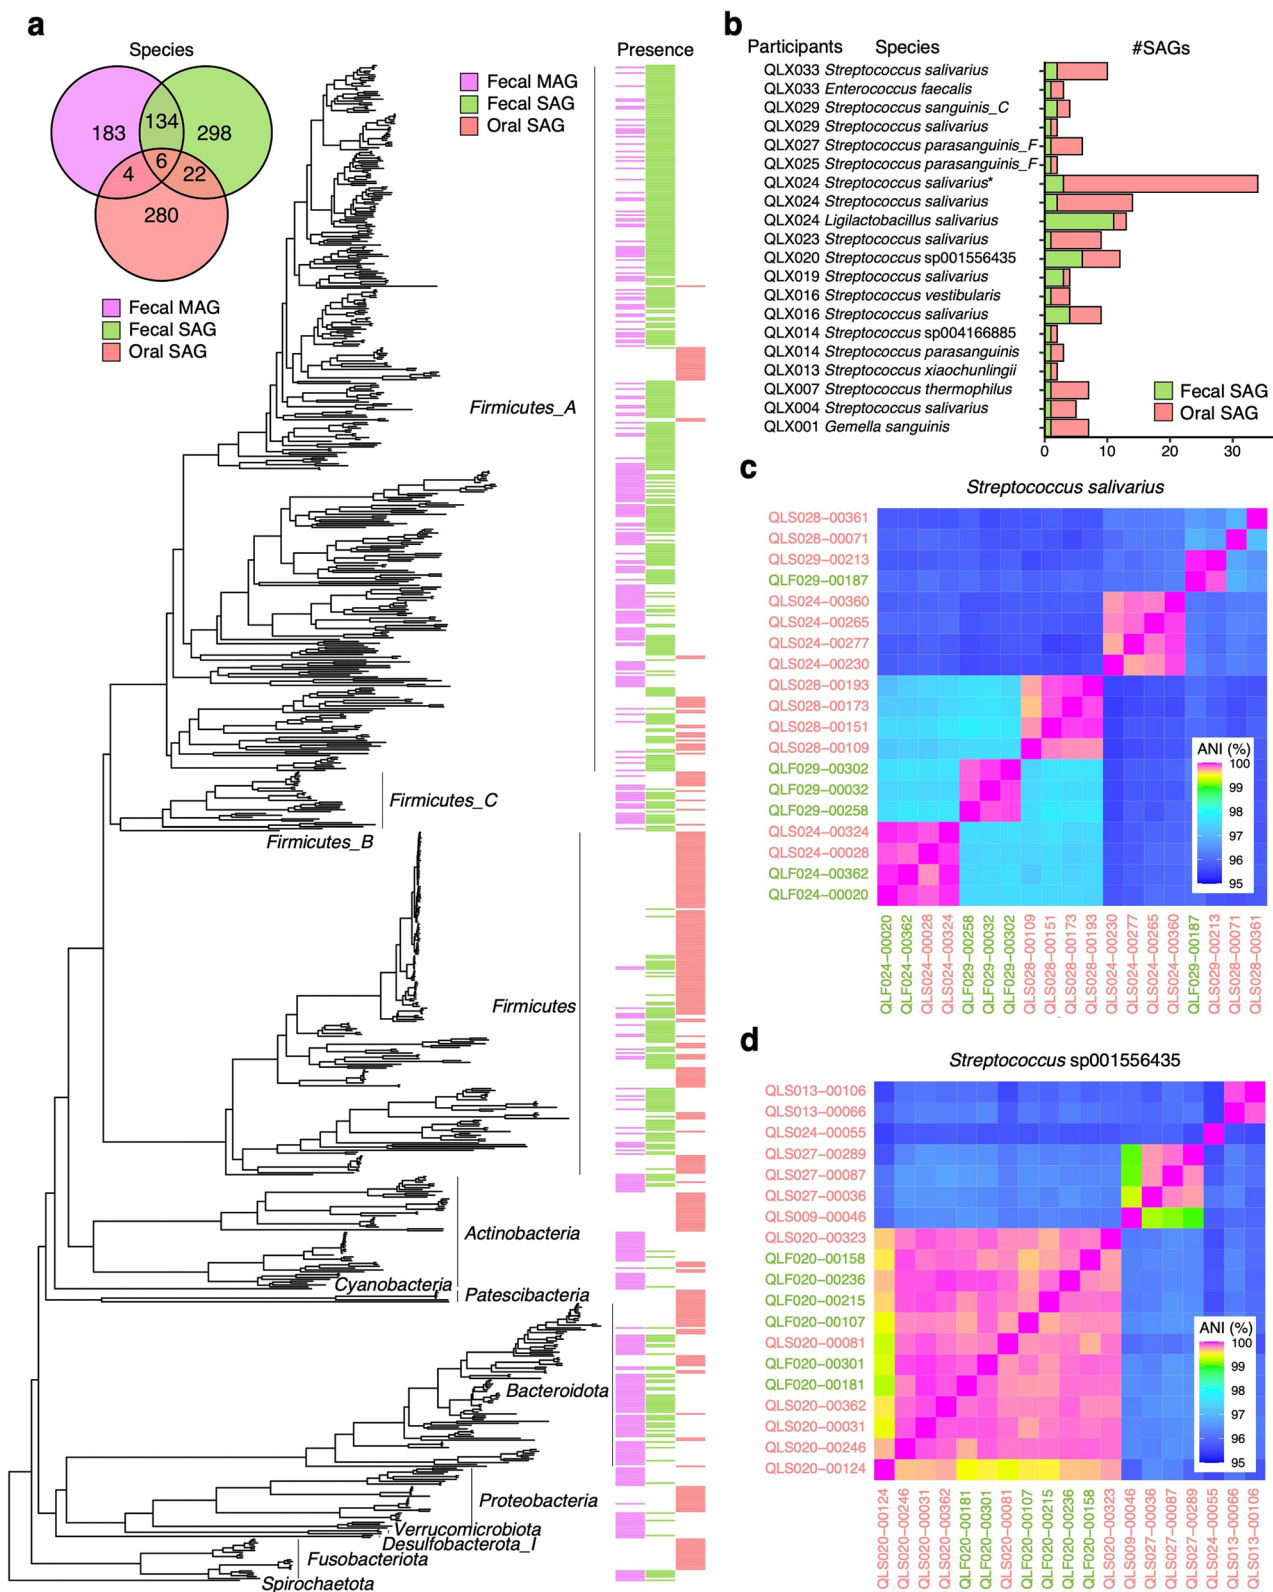 a
Species
183
134
298
6
4
22
280
Fecal MAG
Fecal SAG
Oral SAG
Presence
Fecal MAG
Fecal SAG
Oral SAG
Firmicutes_A
Firmicutes_C
Firmicutes_B
Firmicutes
Actinobacteria
Cyanobacteria
Patescibacteria
Bacteroidota
Proteobacteria
Verrucomicrobiota
Desulfobacterota_I
Fusobacteriota
Spirochaetota
b
Participants Species #SAGs
QLX033 Streptococcus salivarius
QLX033 Enterococcus faecalis
QLX029 Streptococcus sanguinis_C
QLX029 Streptococcus salivarius
QLX027 Streptococcus parasanguinis_F
QLX025 Streptococcus parasanguinis_F
QLX024 Streptococcus salivarius*
QLX024 Streptococcus salivarius
QLX024 Ligilactobacillus salivarius
QLX023 Streptococcus salivarius
QLX020 Streptococcus sp001556435
QLX019 Streptococcus salivarius
QLX016 Streptococcus vestibularis
QLX016 Streptococcus salivarius
QLX014 Streptococcus sp004166885
QLX014 Streptococcus parasanguinis
QLX013 Streptococcus xiaochunlingii
QLX007 Streptococcus thermophilus
QLX004 Streptococcus salivarius
QLX001 Gemella sanguinis
Fecal SAG
Oral SAG
0 10 20 30
c
Streptococcus salivarius
QLS028-00361
QLS028-00071
QLS029-00213
QLF029-00187
QLS024-00360
QLS024-00265
QLS024-00277
QLS024-00230
QLS028-00193
QLS028-00173
QLS028-00151
QLS028-00109
QLF029-00302
QLF029-00032
QLF029-00258
QLS024-00324
QLS024-00028
QLF024-00362
QLF024-00020
ANI (%)
100
99
98
97
96
95
QLF024-00020
QLF024-00362
QLS024-00028
QLS024-00324
QLF029-00258
QLF029-00032
QLF029-00302
QLS028-00109
QLS028-00151
QLS028-00173
QLS028-00193
QLS024-00230
QLS024-00277
QLS024-00265
QLS024-00360
QLF029-00187
QLS029-00213
QLS028-00071
QLS028-00361
d
Streptococcus sp001556435
QLS013-00106
QLS013-00066
QLS024-00055
QLS027-00289
QLS027-00087
QLS027-00036
QLS009-00046
QLS020-00323
QLF020-00158
QLF020-00236
QLF020-00215
QLF020-00107
QLS020-00081
QLF020-00301
QLF020-00181
QLS020-00362
QLS020-00031
QLS020-00246
QLS020-00124
ANI (%)
100
99
98
97
96
95
QLS020-00124
QLS020-00246
QLS020-00031
QLS020-00362
QLF020-00181
QLF020-00301
QLS020-00081
QLF020-00107
QLF020-00215
QLF020-00236
QLF020-00158
QLS020-00323
QLS009-00046
QLS027-00036
QLS027-00087
QLS027-00289
QLS024-00055
QLS013-00066
QLS013-00106